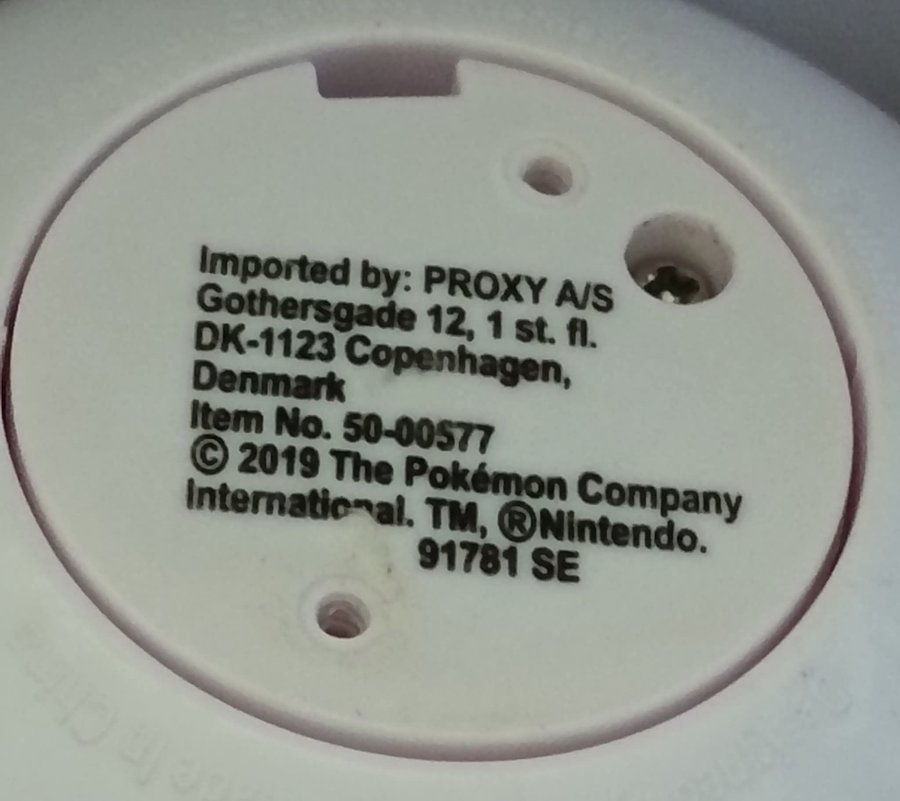 Imported by: PROXY A/S
Gothersgade 12, 1 st. fl.
DK-1123 Copenhagen,
Denmark
Item No. 50-00577
© 2019 The Pokémon Company
International. TM, ®Nintendo.
91781 SE